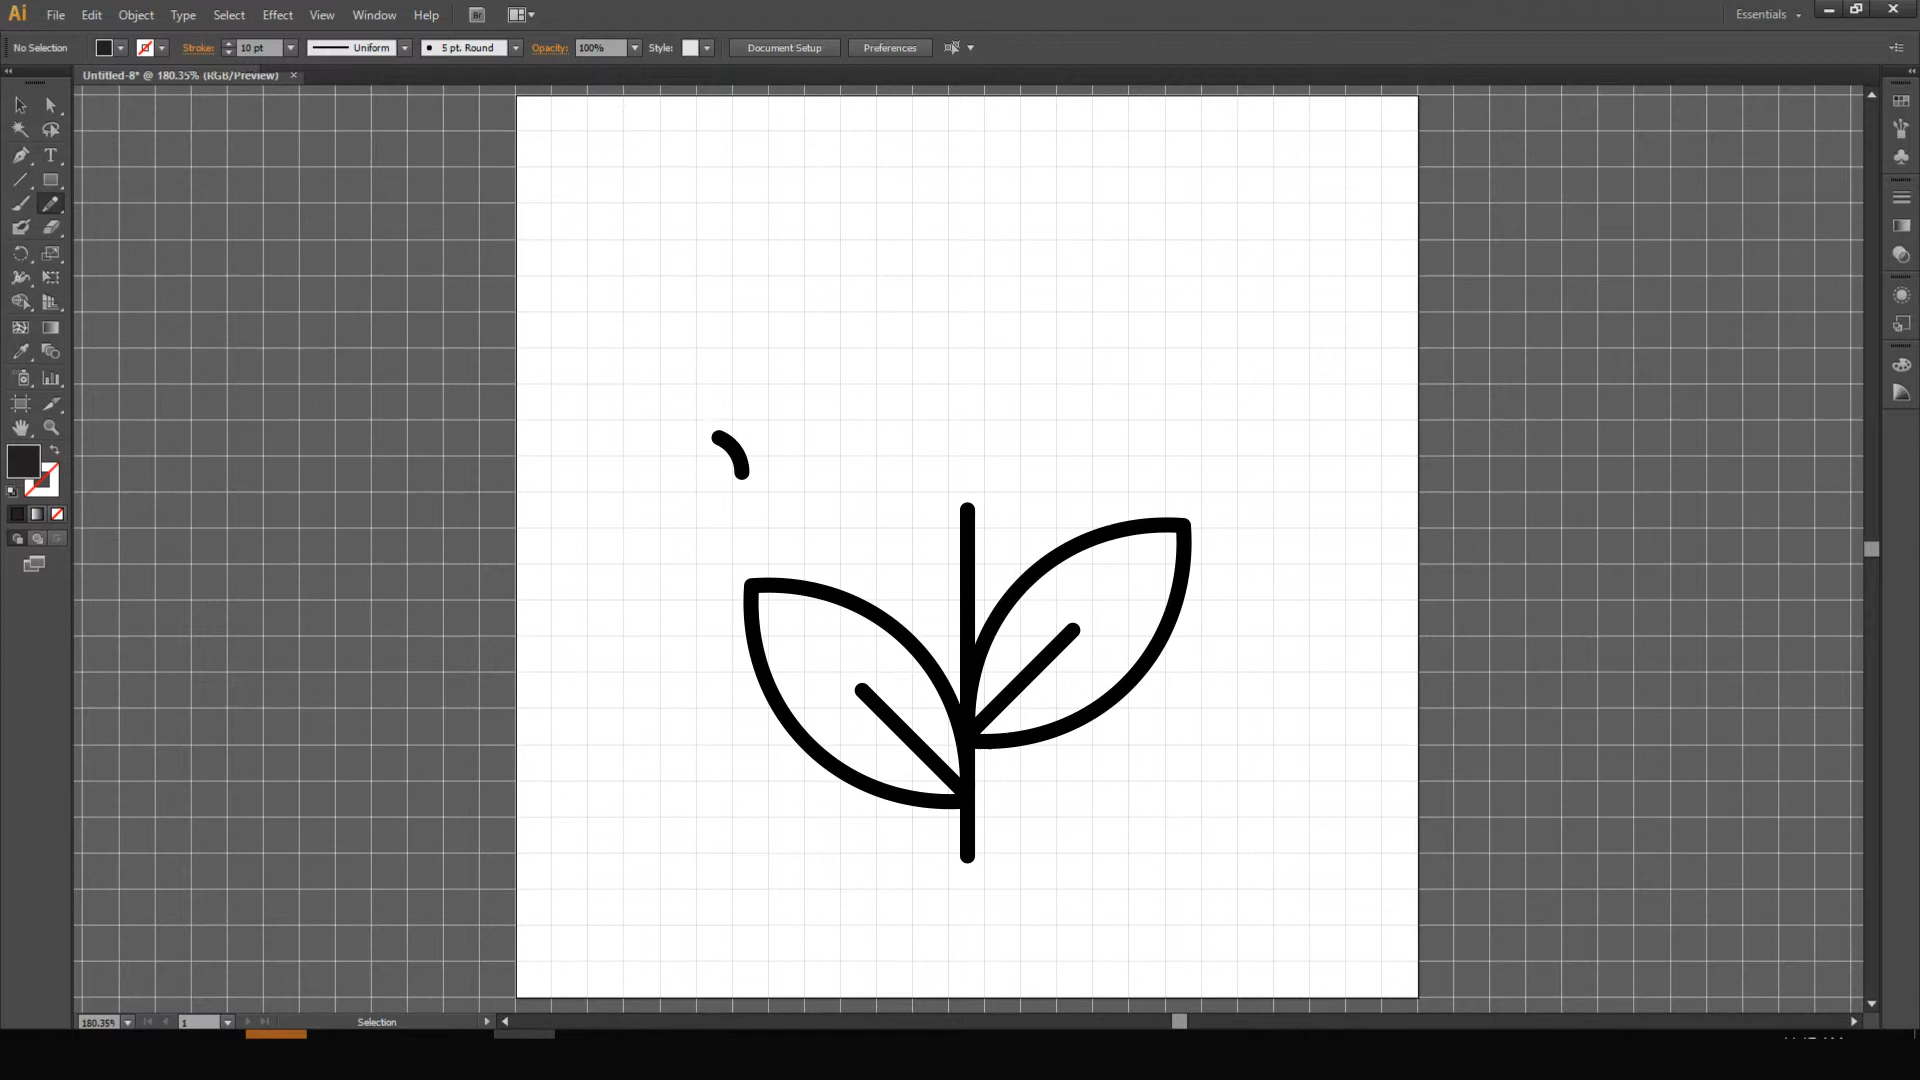 Ai File Edit Object Type Select Effect View Window Help Br Essentials
No Selection Stroke: 10 pt Uniform 5 pt. Round Opacity: 100% Style: Document Setup Preferences
Untitled-8* @ 180.35% (RGB/Preview) ×
T
180.35% 1 Selection